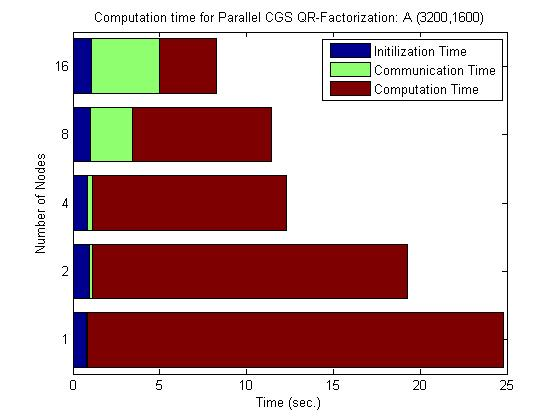 Computation time for Parallel CGS QR-Factorization: A (3200,1600)
Initilization Time
Communication Time
Computation Time
Number of Nodes
16
8
4
2
1
0 5 10 15 20 25
Time (sec.)